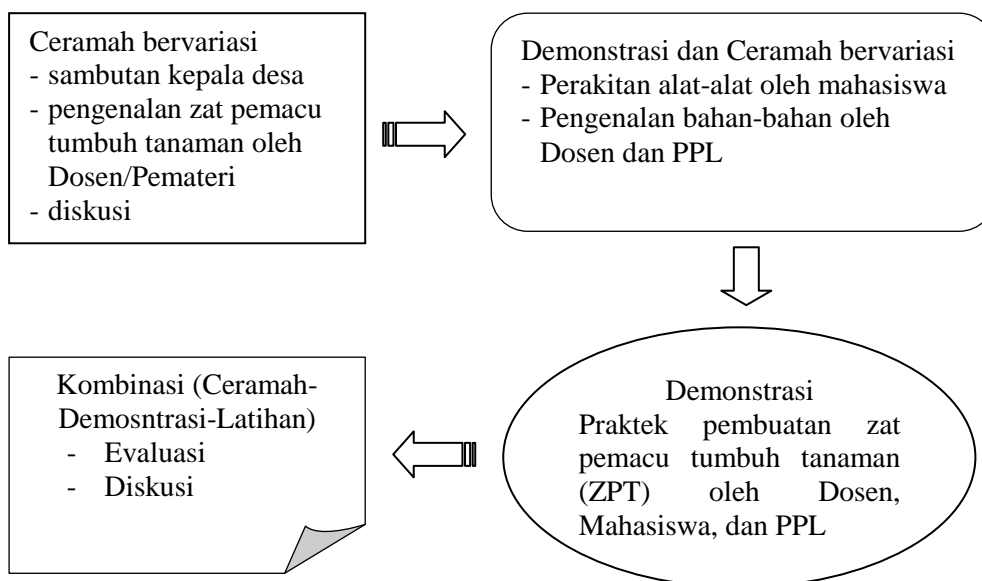 Ceramah bervariasi
- sambutan kepala desa
- pengenalan zat pemacu
tumbuh tanaman oleh
Dosen/Pemateri
- diskusi
Demonstrasi dan Ceramah bervariasi
- Perakitan alat-alat oleh mahasiswa
- Pengenalan bahan-bahan oleh
Dosen dan PPL
Demonstrasi
Praktek pembuatan zat
pemacu tumbuh tanaman
(ZPT) oleh Dosen,
Mahasiswa, dan PPL
Kombinasi (Ceramah-
Demosntrasi-Latihan)
- Evaluasi
- Diskusi